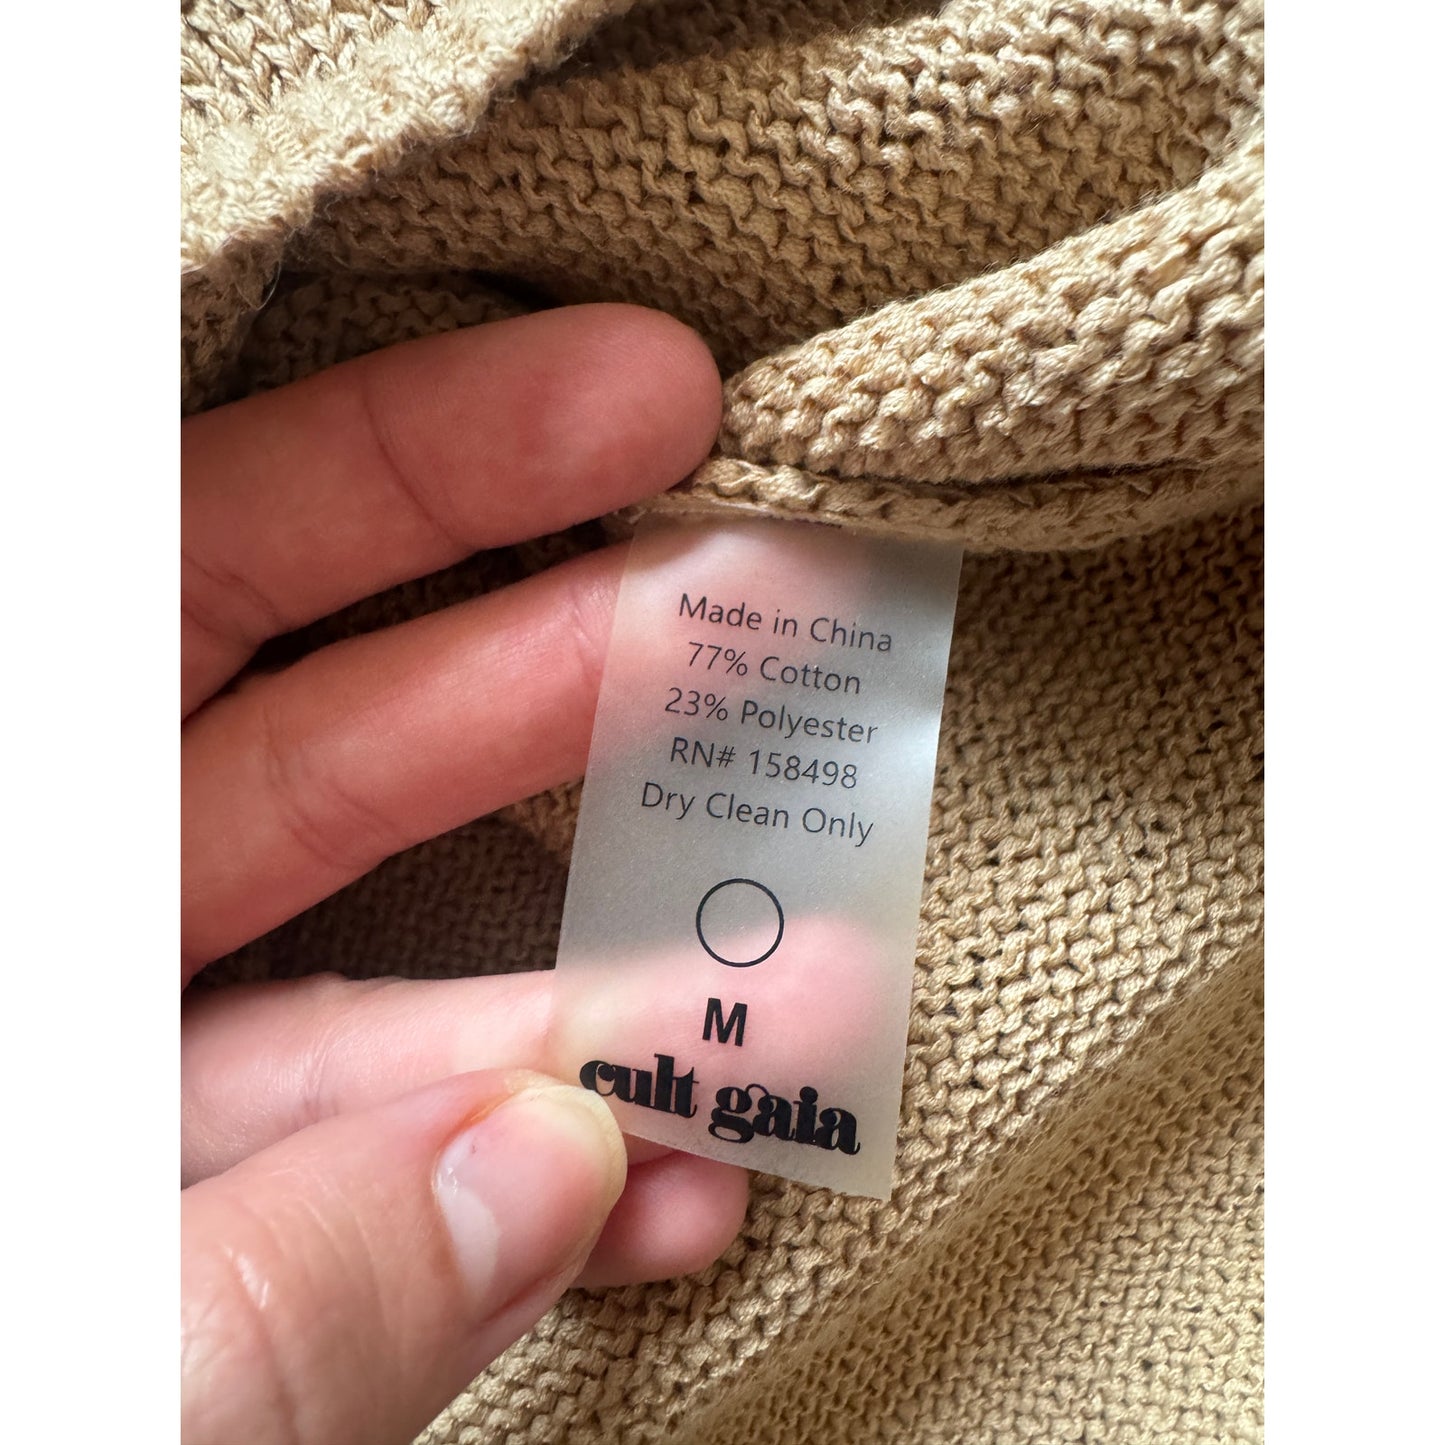 Made in China
77% Cotton
23% Polyester
RN# 158498
Dry Clean Only
M
cult gaia